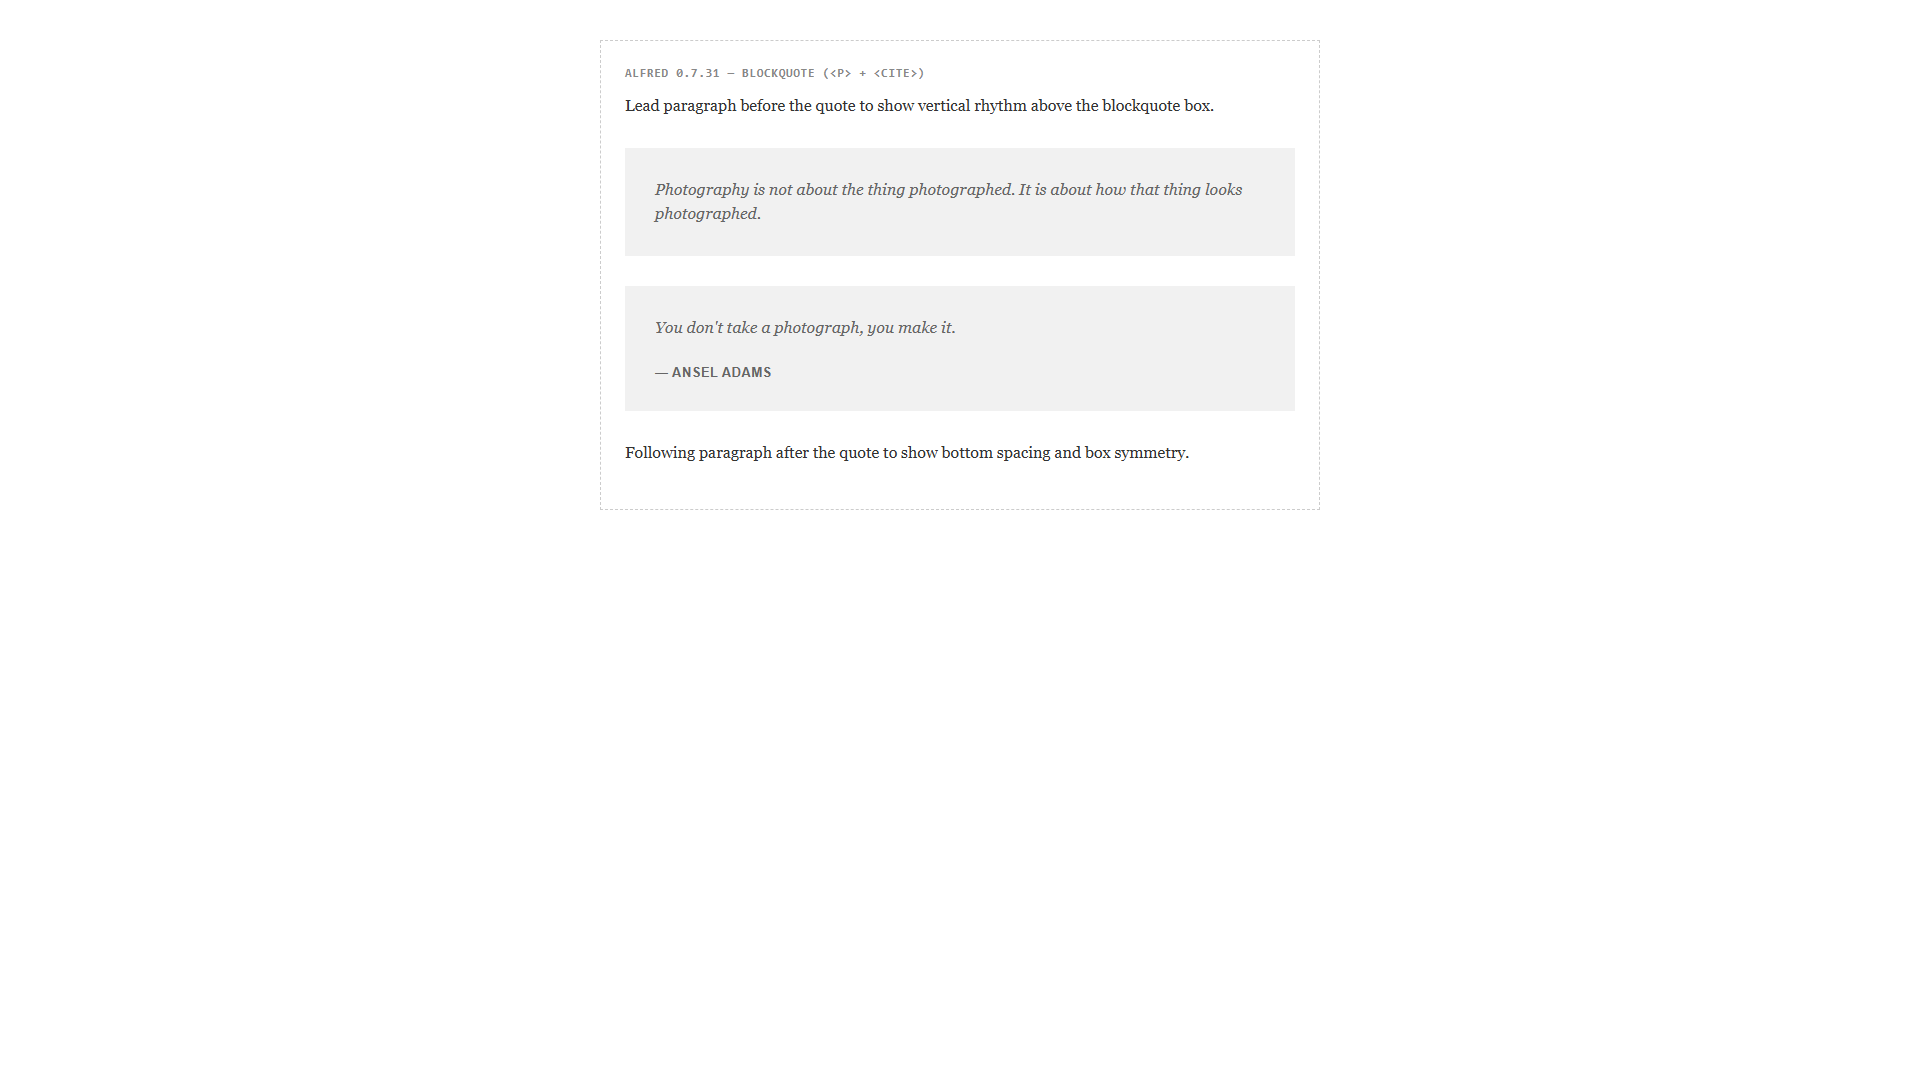 ALFRED 0.7.31 — BLOCKQUOTE (<P> + <CITE>)
Lead paragraph before the quote to show vertical rhythm above the blockquote box.
Photography is not about the thing photographed. It is about how that thing looks
photographed.
You don't take a photograph, you make it.
— ANSEL ADAMS
Following paragraph after the quote to show bottom spacing and box symmetry.